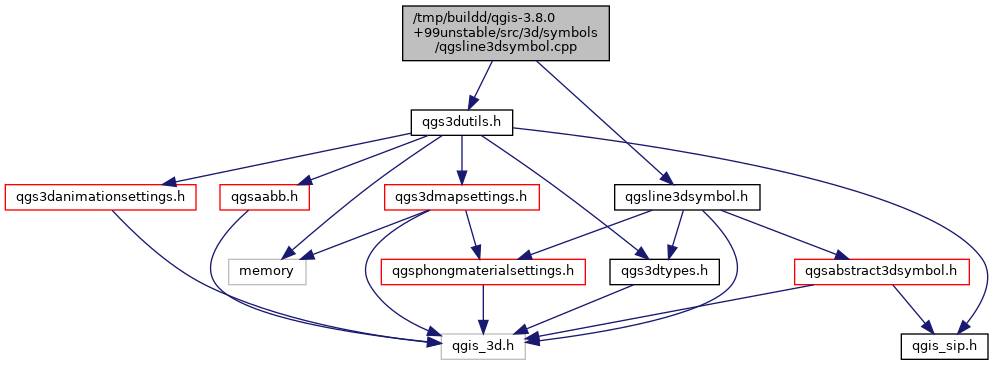 /tmp/buildd/qgis-3.8.0
+99unstable/src/3d/symbols
/qgsline3dsymbol.cpp
qgs3dutils.h
qgs3danimationsettings.h
qgsaabb.h
qgs3dmapsettings.h
qgsline3dsymbol.h
memory
qgsphongmaterialsettings.h
qgs3dtypes.h
qgsabstract3dsymbol.h
qgis_3d.h
qgis_sip.h